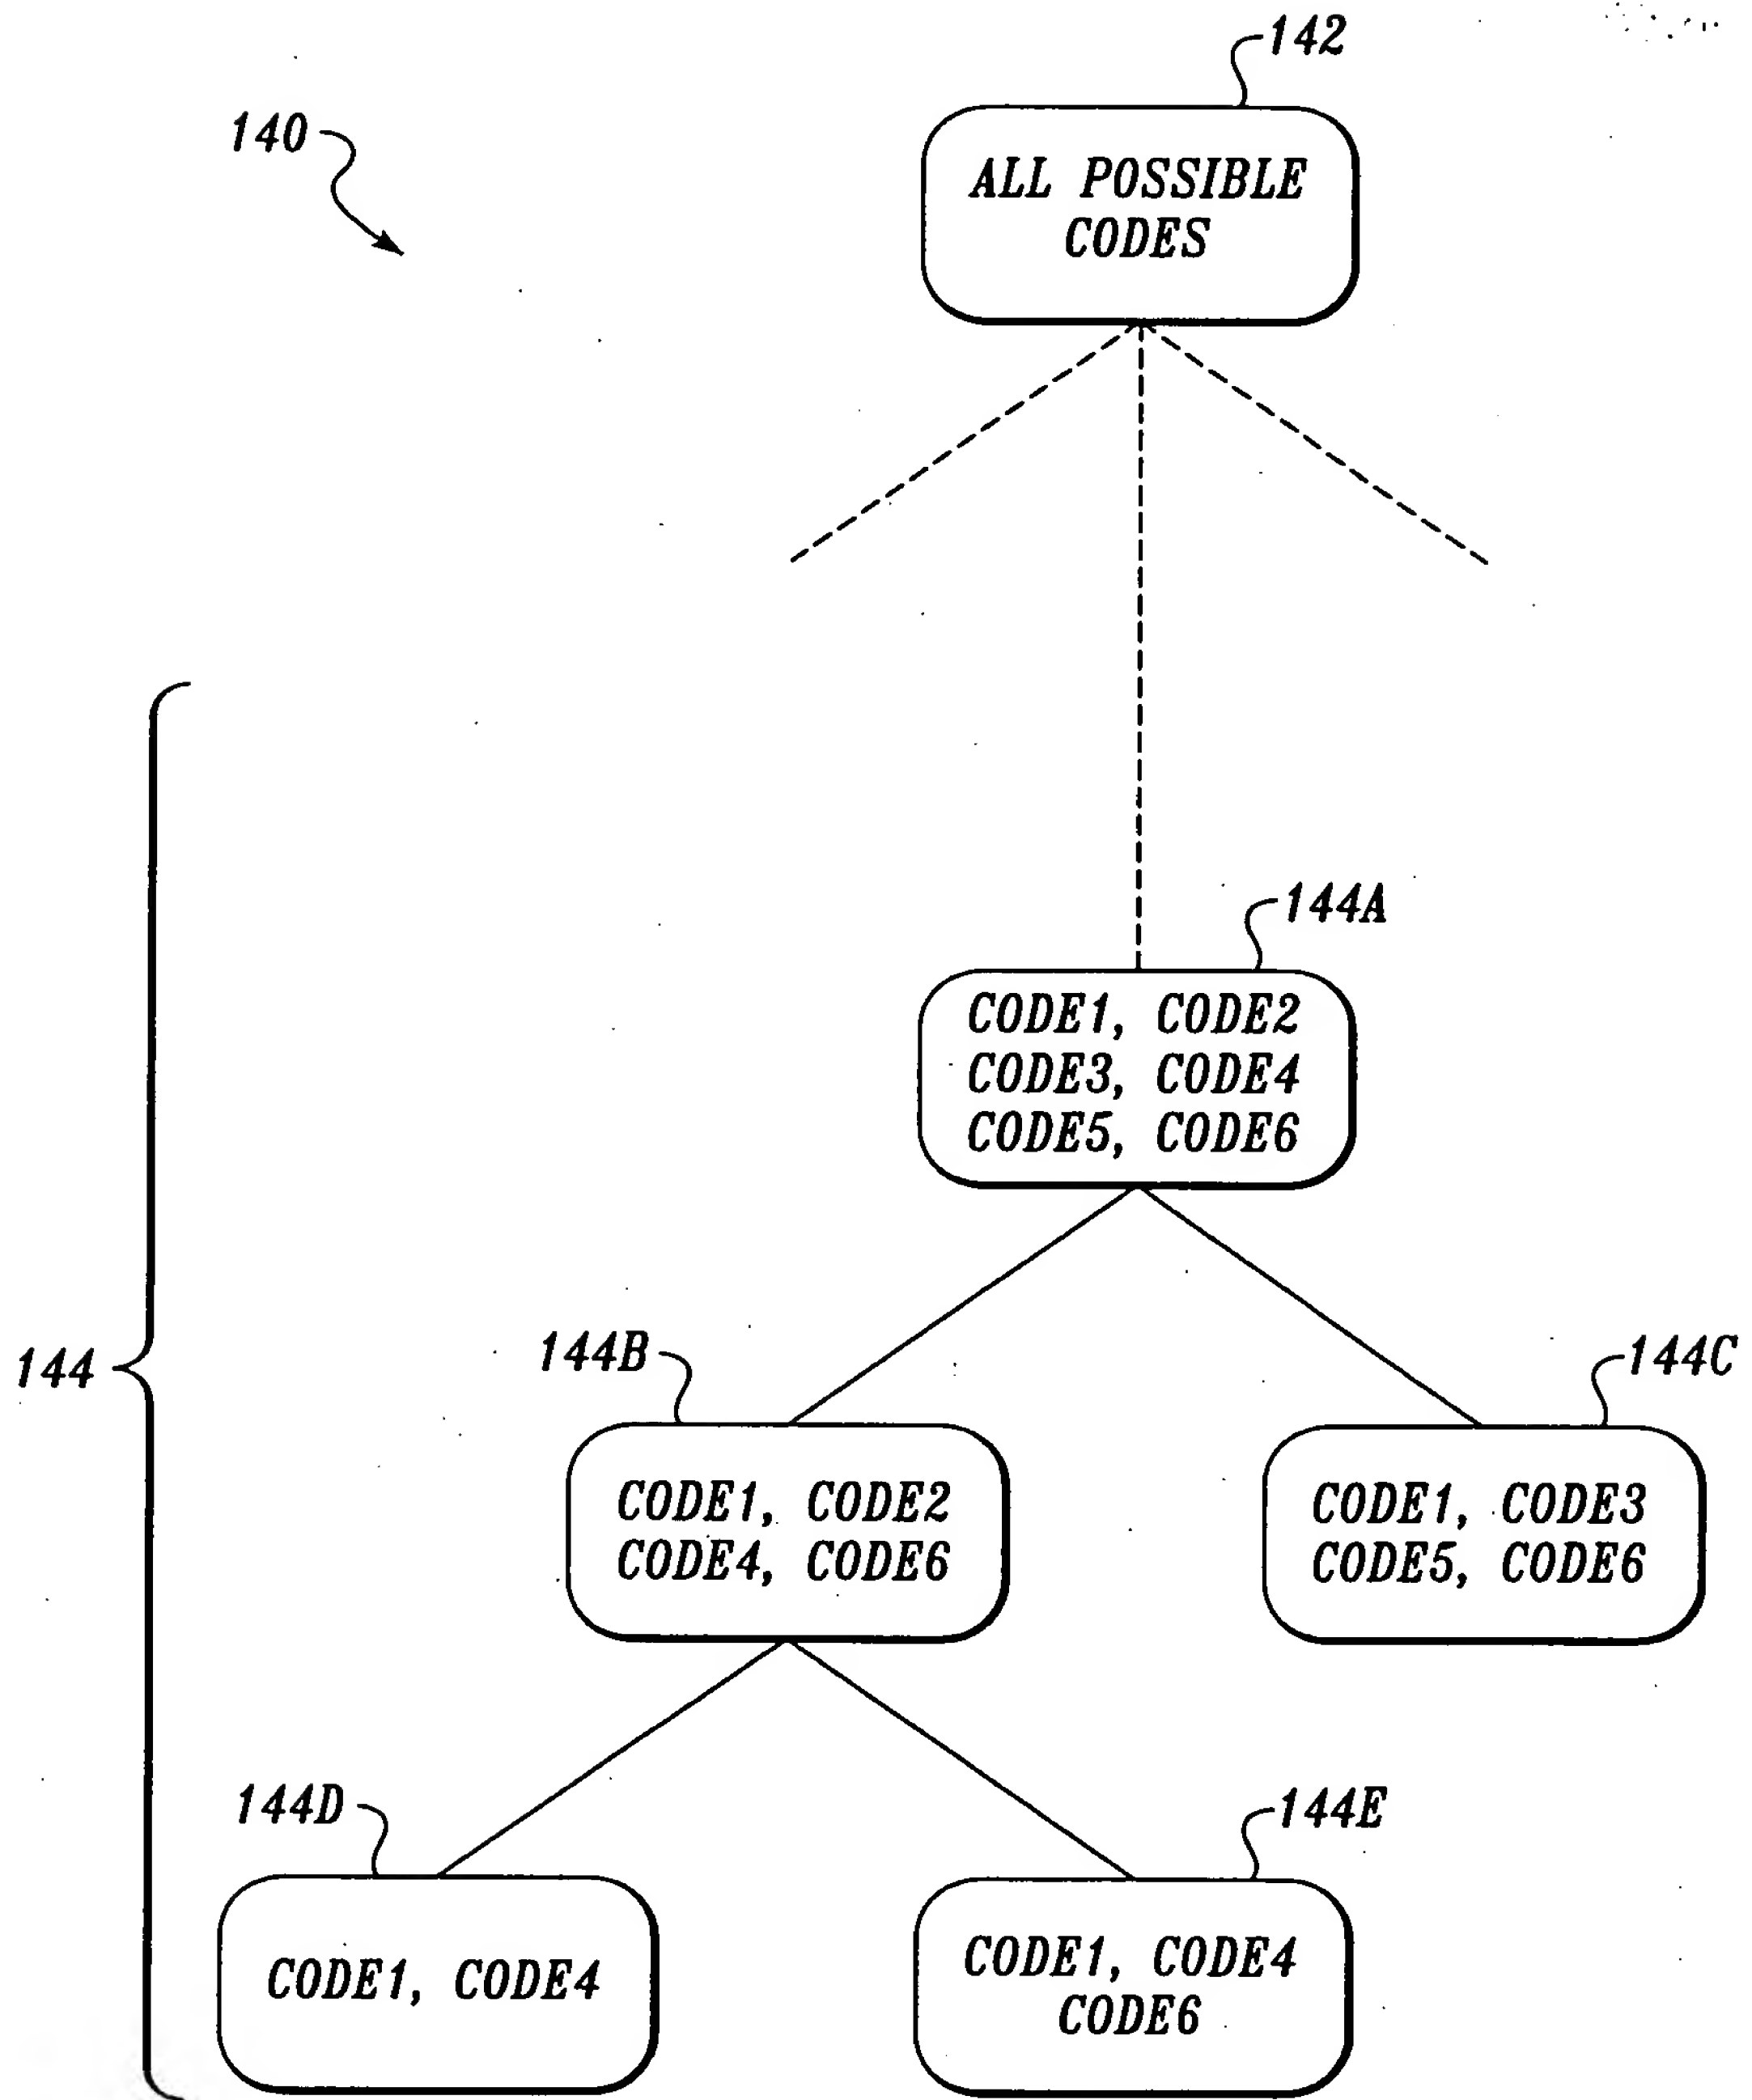 142
140
ALL POSSIBLE
CODES
144A
CODE1, CODE2
CODE3, CODE4
CODE5, CODE6
144
144B
144C
CODE1, CODE2
CODE4, CODE6
CODE1, CODE3
CODE5, CODE6
144D
144E
CODE1, CODE4
CODE1, CODE4
CODE6